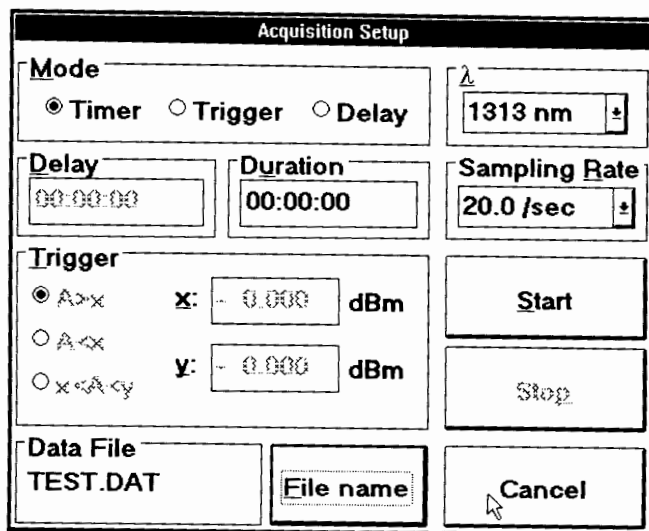 Acquisition Setup
Mode
Timer Trigger Delay
λ
1313 nm
Delay
00:00:00
Duration
00:00:00
Sampling Rate
20.0 /sec
Trigger
A>x
A<x
x<A<y
x: - 0.000 dBm
y: - 0.000 dBm
Start
Stop
Data File
TEST.DAT
File name
Cancel